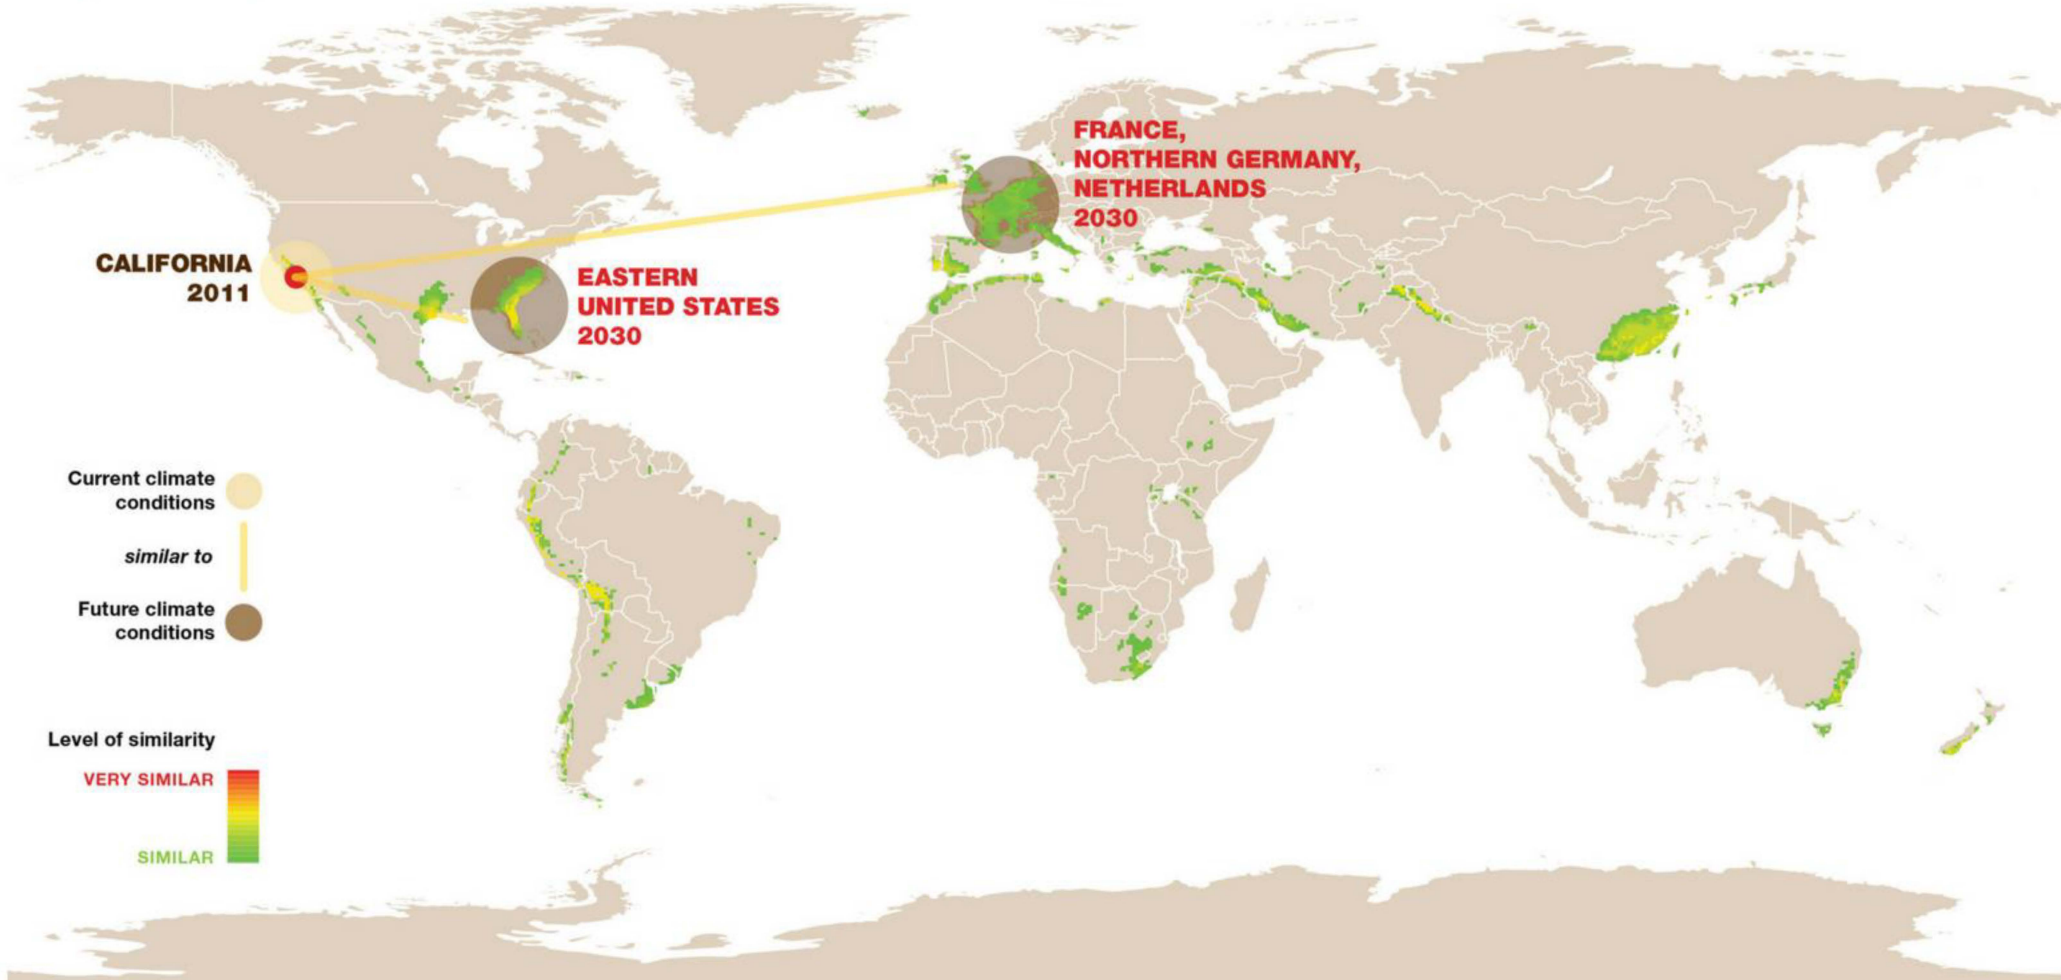 FRANCE,
NORTHERN GERMANY,
NETHERLANDS
2030
CALIFORNIA
2011
EASTERN
UNITED STATES
2030
Current climate
conditions
similar to
Future climate
conditions
Level of similarity
VERY SIMILAR
SIMILAR